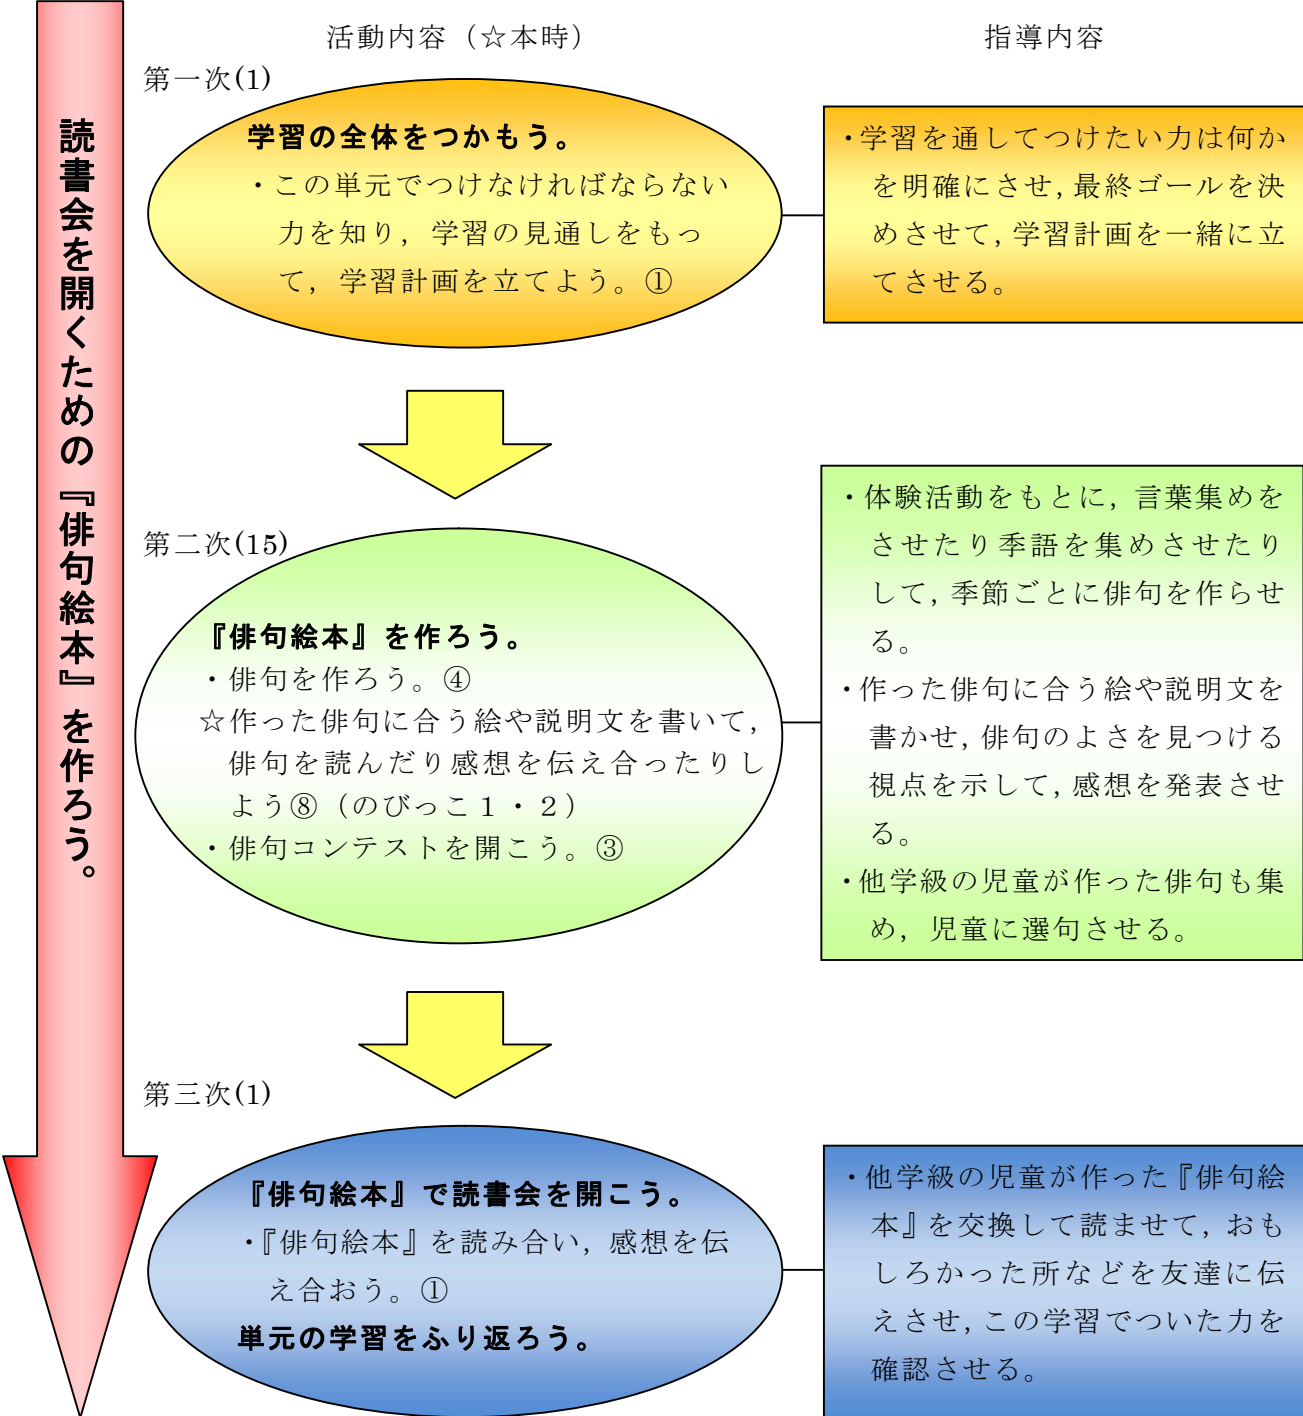 活動内容（☆本時）
指導内容
読書会を開くための『俳句絵本』を作ろう。
第一次(1)
学習の全体をつかもう。
・この単元でつけなければならない
力を知り，学習の見通しをもっ
て，学習計画を立てよう。①
・学習を通してつけたい力は何か
を明確にさせ,最終ゴールを決
めさせて,学習計画を一緒に立
てさせる。
第二次(15)
『俳句絵本』を作ろう。
・俳句を作ろう。④
☆作った俳句に合う絵や説明文を書いて，
俳句を読んだり感想を伝え合ったりし
よう⑧（のびっこ１・２）
・俳句コンテストを開こう。③
・体験活動をもとに，言葉集めを
させたり季語を集めさせたり
して,季節ごとに俳句を作らせ
る。
・作った俳句に合う絵や説明文を
書かせ,俳句のよさを見つける
視点を示して,感想を発表させ
る。
・他学級の児童が作った俳句も集
め，児童に選句させる。
第三次(1)
『俳句絵本』で読書会を開こう。
・『俳句絵本』を読み合い，感想を伝
え合おう。①
単元の学習をふり返ろう。
・他学級の児童が作った『俳句絵
本』を交換して読ませて,おも
しろかった所などを友達に伝
えさせ,この学習でついた力を
確認させる。